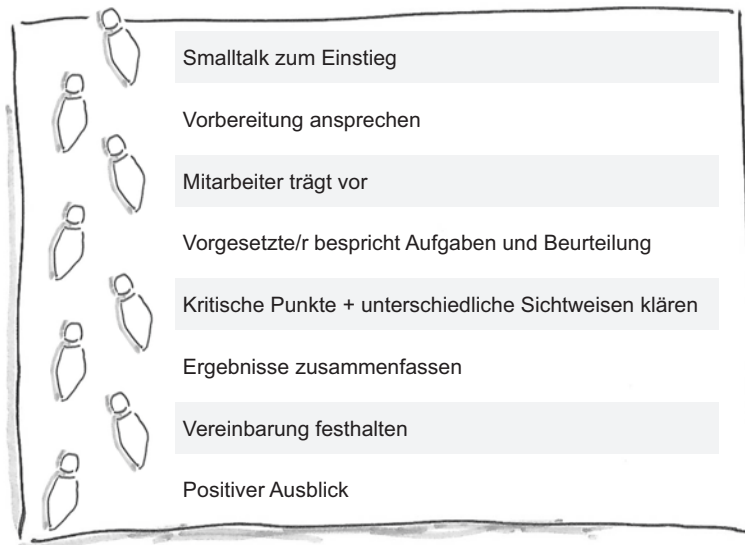 Smalltalk zum Einstieg
Vorbereitung ansprechen
Mitarbeiter trägt vor
Vorgesetzte/r bespricht Aufgaben und Beurteilung
Kritische Punkte + unterschiedliche Sichtweisen klären
Ergebnisse zusammenfassen
Vereinbarung festhalten
Positiver Ausblick